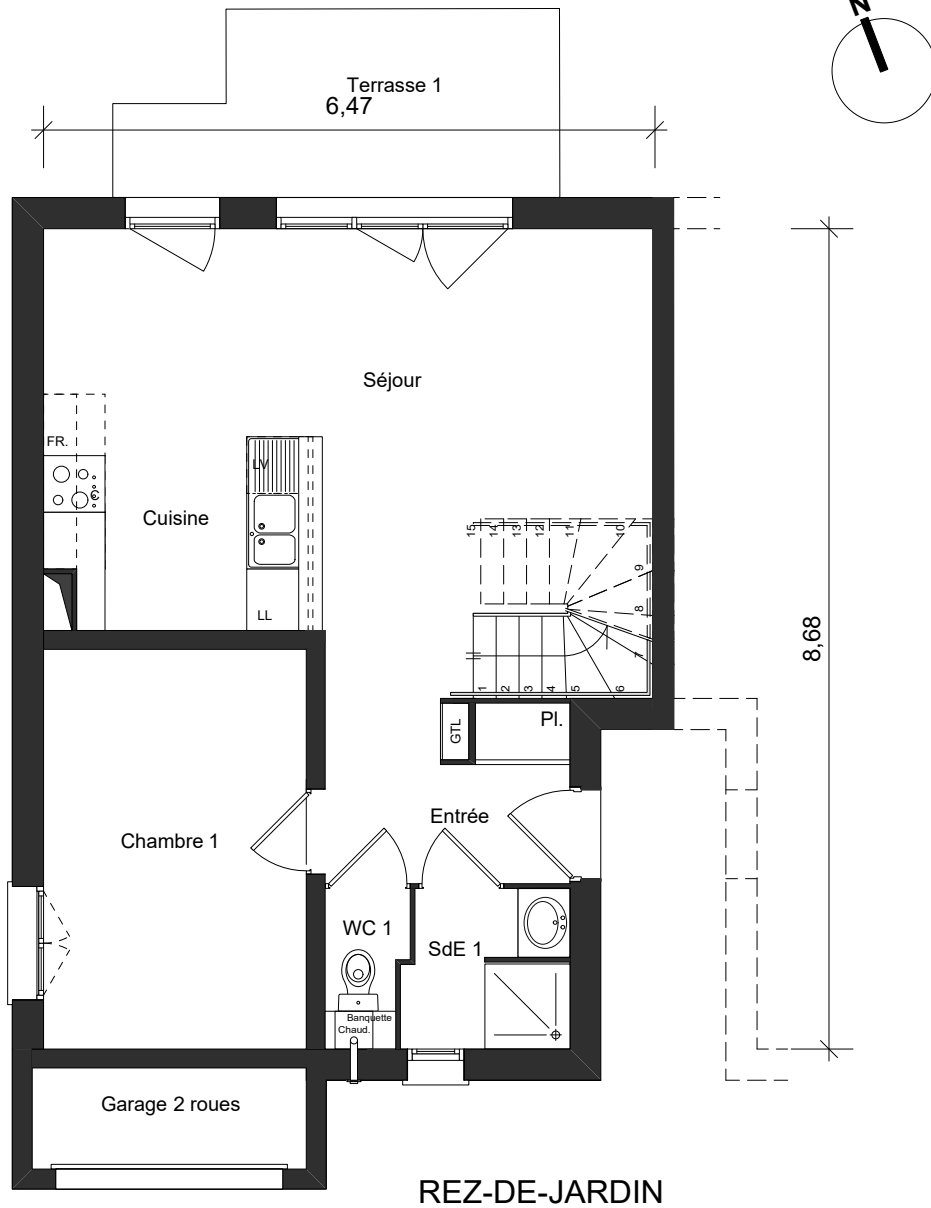 N
Terrasse 1
6,47
Séjour
FR.
LV
C
Cuisine
LL
15
14
13
12
11
10
9
8
7
1
2
3
4
5
6
8,68
GTL
Pl.
Entrée
Chambre 1
WC 1
SdE 1
Banquette
Chaud.
Garage 2 roues
REZ-DE-JARDIN